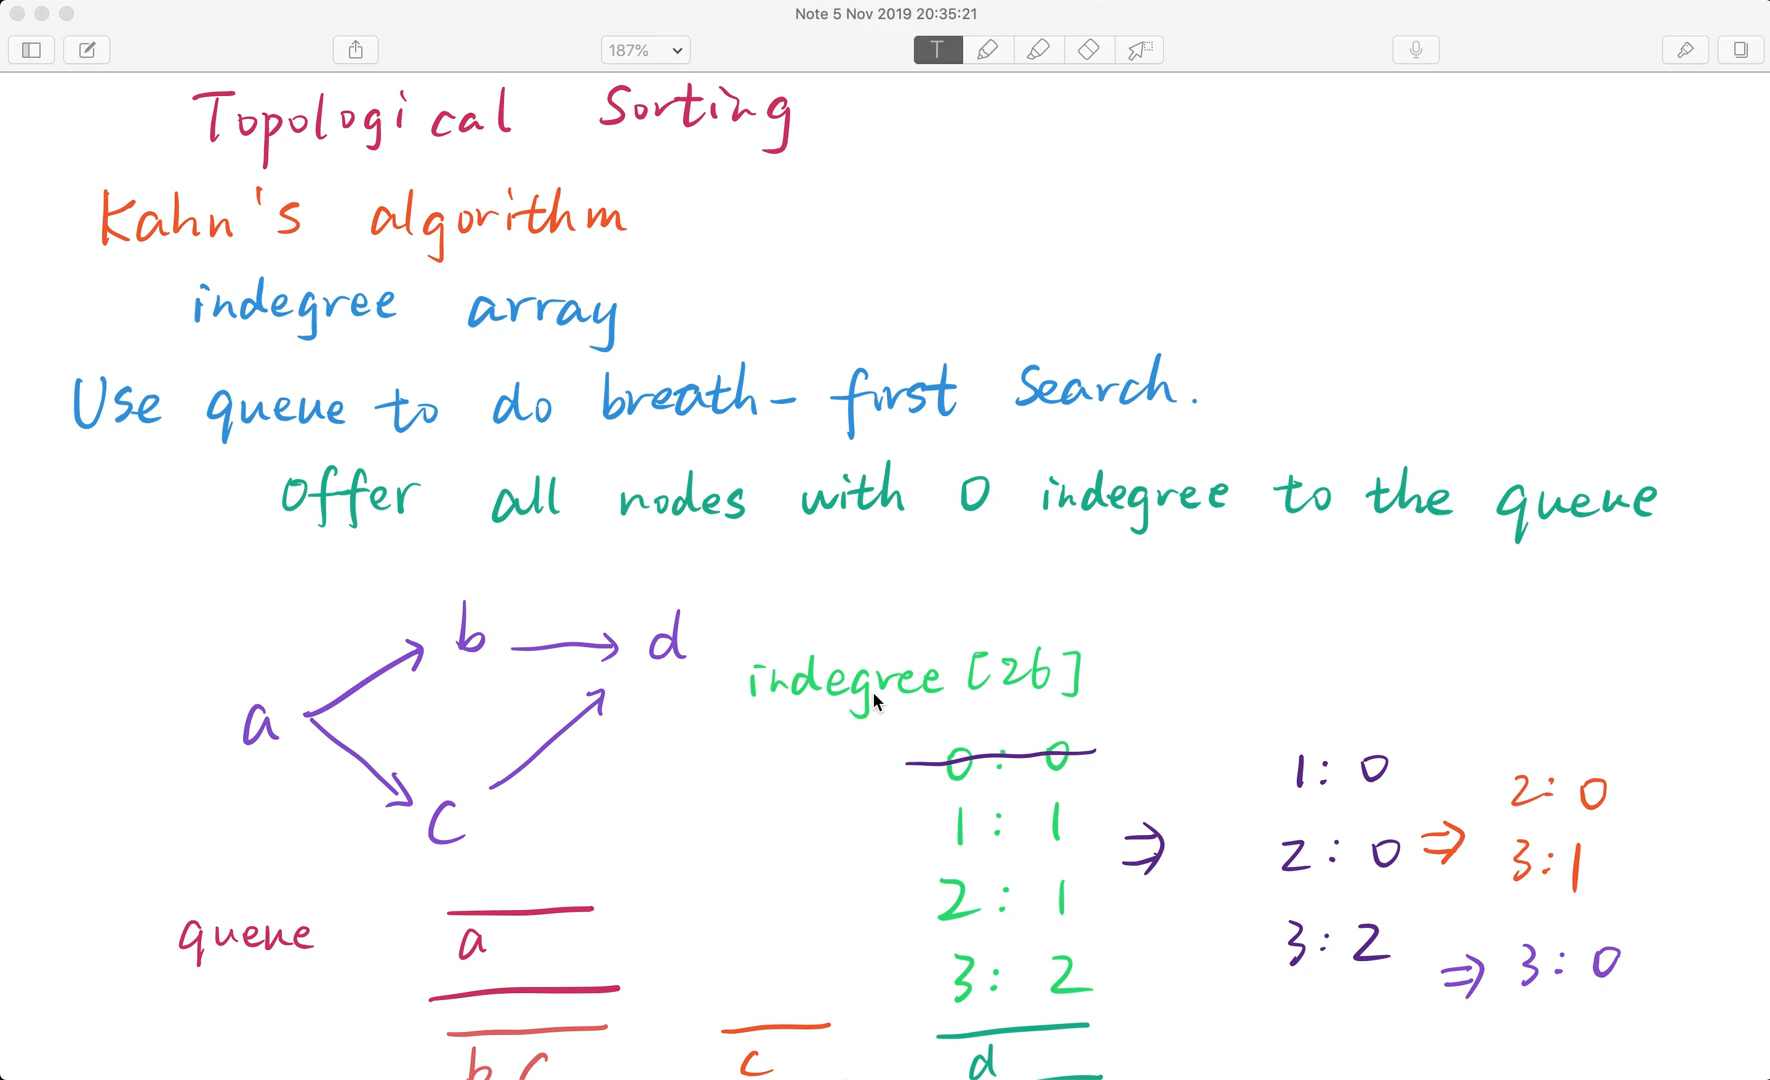 Note 5 Nov 2019 20:35:21
187%
T
Topological Sorting
Kahn's algorithm
indegree array
Use queue to do breath-first search.
offer all nodes with 0 indegree to the queue
b
d
a
c
indegree [26]
0: 0
1: 1
2: 1
3: 2
⇒
1: 0
2: 0
3: 2
⇒
2: 0
3: 1
⇒ 3: 0
queue
a
b c
c
d